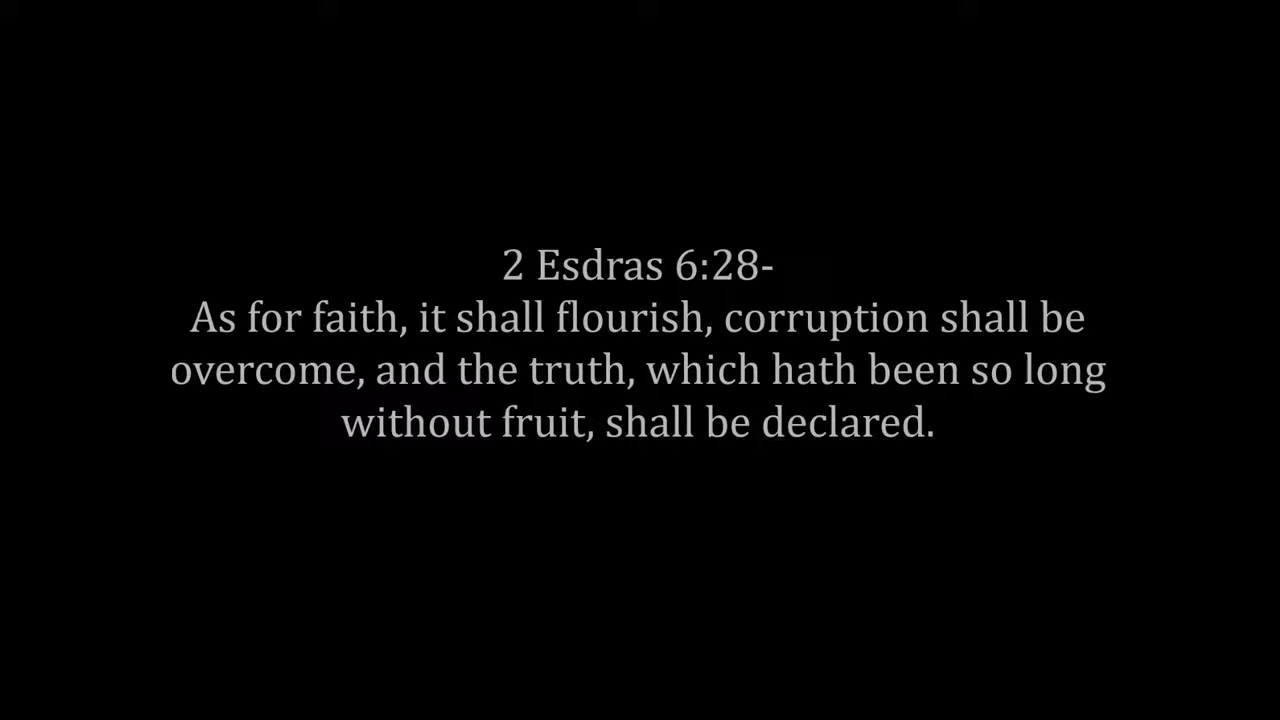 2 Esdras 6:28-
As for faith, it shall flourish, corruption shall be
overcome, and the truth, which hath been so long
without fruit, shall be declared.